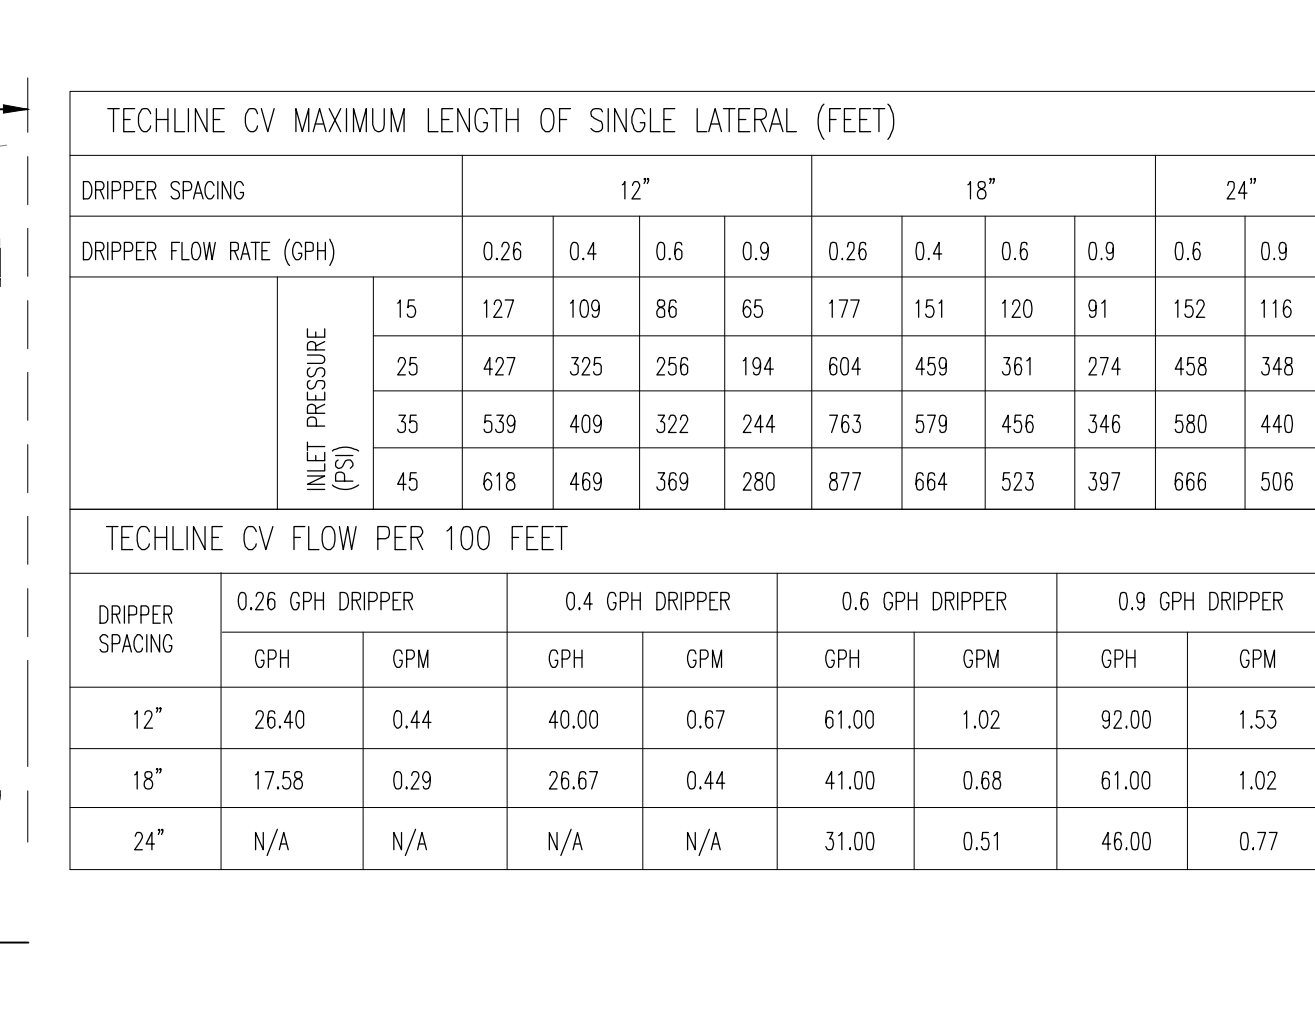 TECHLINE CV MAXIMUM LENGTH OF SINGLE LATERAL (FEET)
DRIPPER SPACING 12" 18" 24"
DRIPPER FLOW RATE (GPH) 0.26 0.4 0.6 0.9 0.26 0.4 0.6 0.9 0.6 0.9
INLET PRESSURE
(PSI)
15 127 109 86 65 177 151 120 91 152 116
25 427 325 256 194 604 459 361 274 458 348
35 539 409 322 244 763 579 456 346 580 440
45 618 469 369 280 877 664 523 397 666 506
TECHLINE CV FLOW PER 100 FEET
DRIPPER
SPACING
0.26 GPH DRIPPER 0.4 GPH DRIPPER 0.6 GPH DRIPPER 0.9 GPH DRIPPER
GPH GPM GPH GPM GPH GPM GPH GPM
12" 26.40 0.44 40.00 0.67 61.00 1.02 92.00 1.53
18" 17.58 0.29 26.67 0.44 41.00 0.68 61.00 1.02
24" N/A N/A N/A N/A 31.00 0.51 46.00 0.77